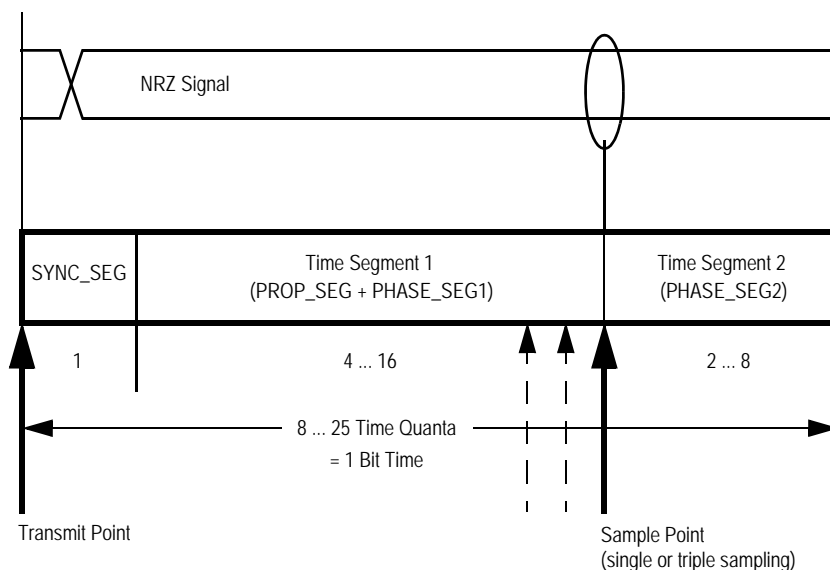 NRZ Signal
SYNC_SEG
Time Segment 1
(PROP_SEG + PHASE_SEG1)
Time Segment 2
(PHASE_SEG2)
1
4 ... 16
2 ... 8
8 ... 25 Time Quanta
= 1 Bit Time
Transmit Point
Sample Point
(single or triple sampling)